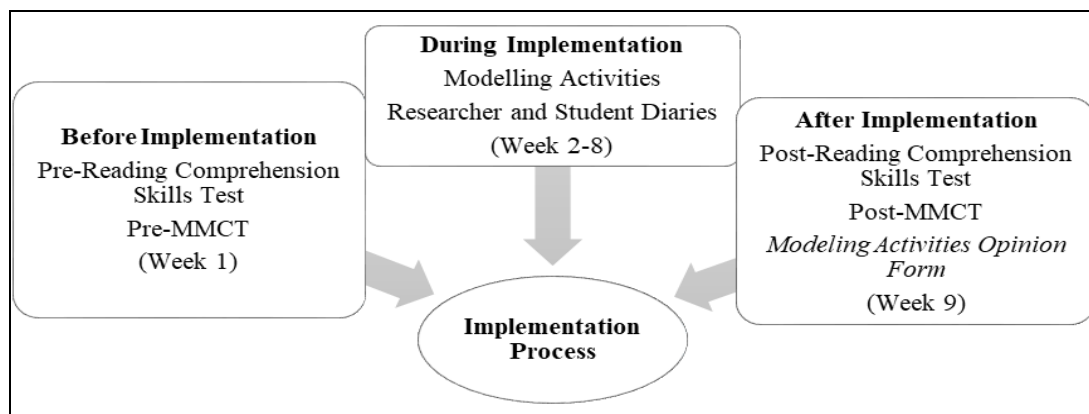 Before Implementation
Pre-Reading Comprehension
Skills Test
Pre-MMCT
(Week 1)
During Implementation
Modelling Activities
Researcher and Student Diaries
(Week 2-8)
After Implementation
Post-Reading Comprehension
Skills Test
Post-MMCT
Modeling Activities Opinion
Form
(Week 9)
Implementation
Process